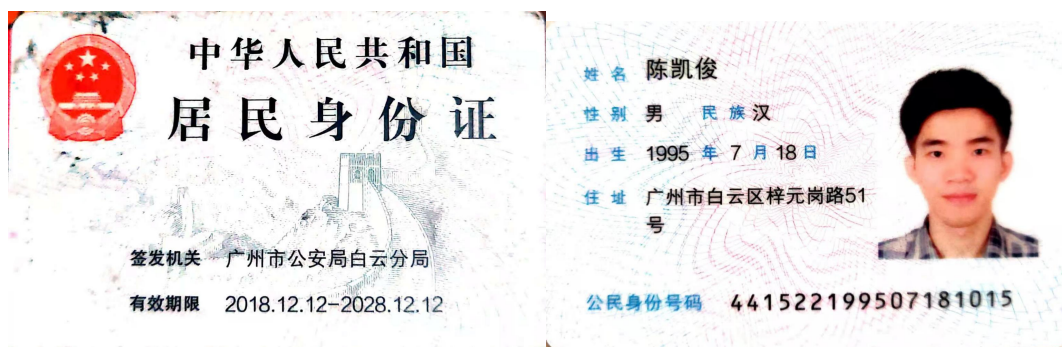 中华人民共和国
居民身份证
签发机关 广州市公安局白云分局
有效期限 2018.12.12-2028.12.12
姓名 陈凯俊
性别 男 民族 汉
出生 1995 年 7 月 18 日
住址 广州市白云区梓元岗路51
号
公民身份号码 441522199507181015